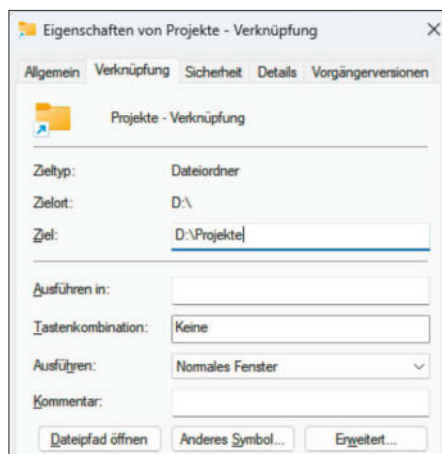 Eigenschaften von Projekte - Verknüpfung
Allgemein Verknüpfung Sicherheit Details Vorgängerversionen
Projekte - Verknüpfung
Zieltyp: Dateiordner
Zielort: D:\
Ziel: D:\Projekte
Ausführen in:
Tastenkombination: Keine
Ausführen: Normales Fenster
Kommentar:
Dateipfad öffnen Anderes Symbol... Erweitert...